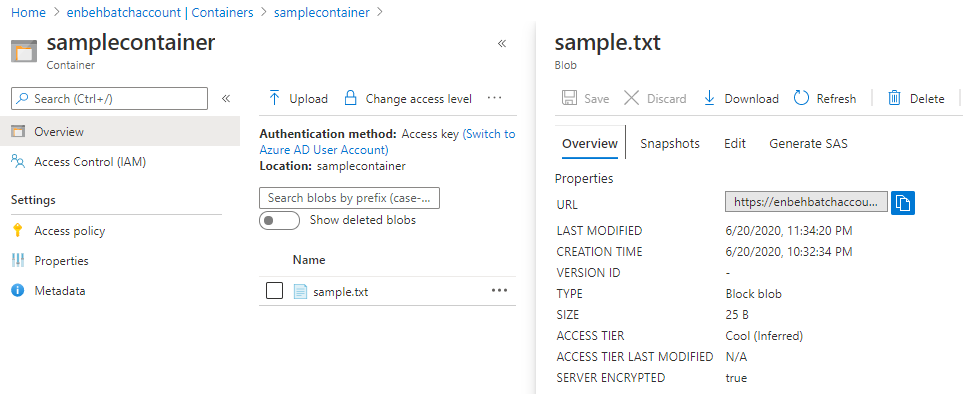 Home > enbehbatchaccount | Containers > samplecontainer >
samplecontainer
Container
«
Search (Ctrl+/)
«
Overview
Access Control (IAM)
Settings
Access policy
Properties
Metadata
Upload Change access level ...
Authentication method: Access key (Switch to
Azure AD User Account)
Location: samplecontainer
Search blobs by prefix (case-...
Show deleted blobs
Name
sample.txt ...
sample.txt
Blob
Save Discard Download Refresh Delete
Overview Snapshots Edit Generate SAS
Properties
URL https://enbehbatchaccou...
LAST MODIFIED 6/20/2020, 11:34:20 PM
CREATION TIME 6/20/2020, 10:32:34 PM
VERSION ID -
TYPE Block blob
SIZE 25 B
ACCESS TIER Cool (Inferred)
ACCESS TIER LAST MODIFIED N/A
SERVER ENCRYPTED true